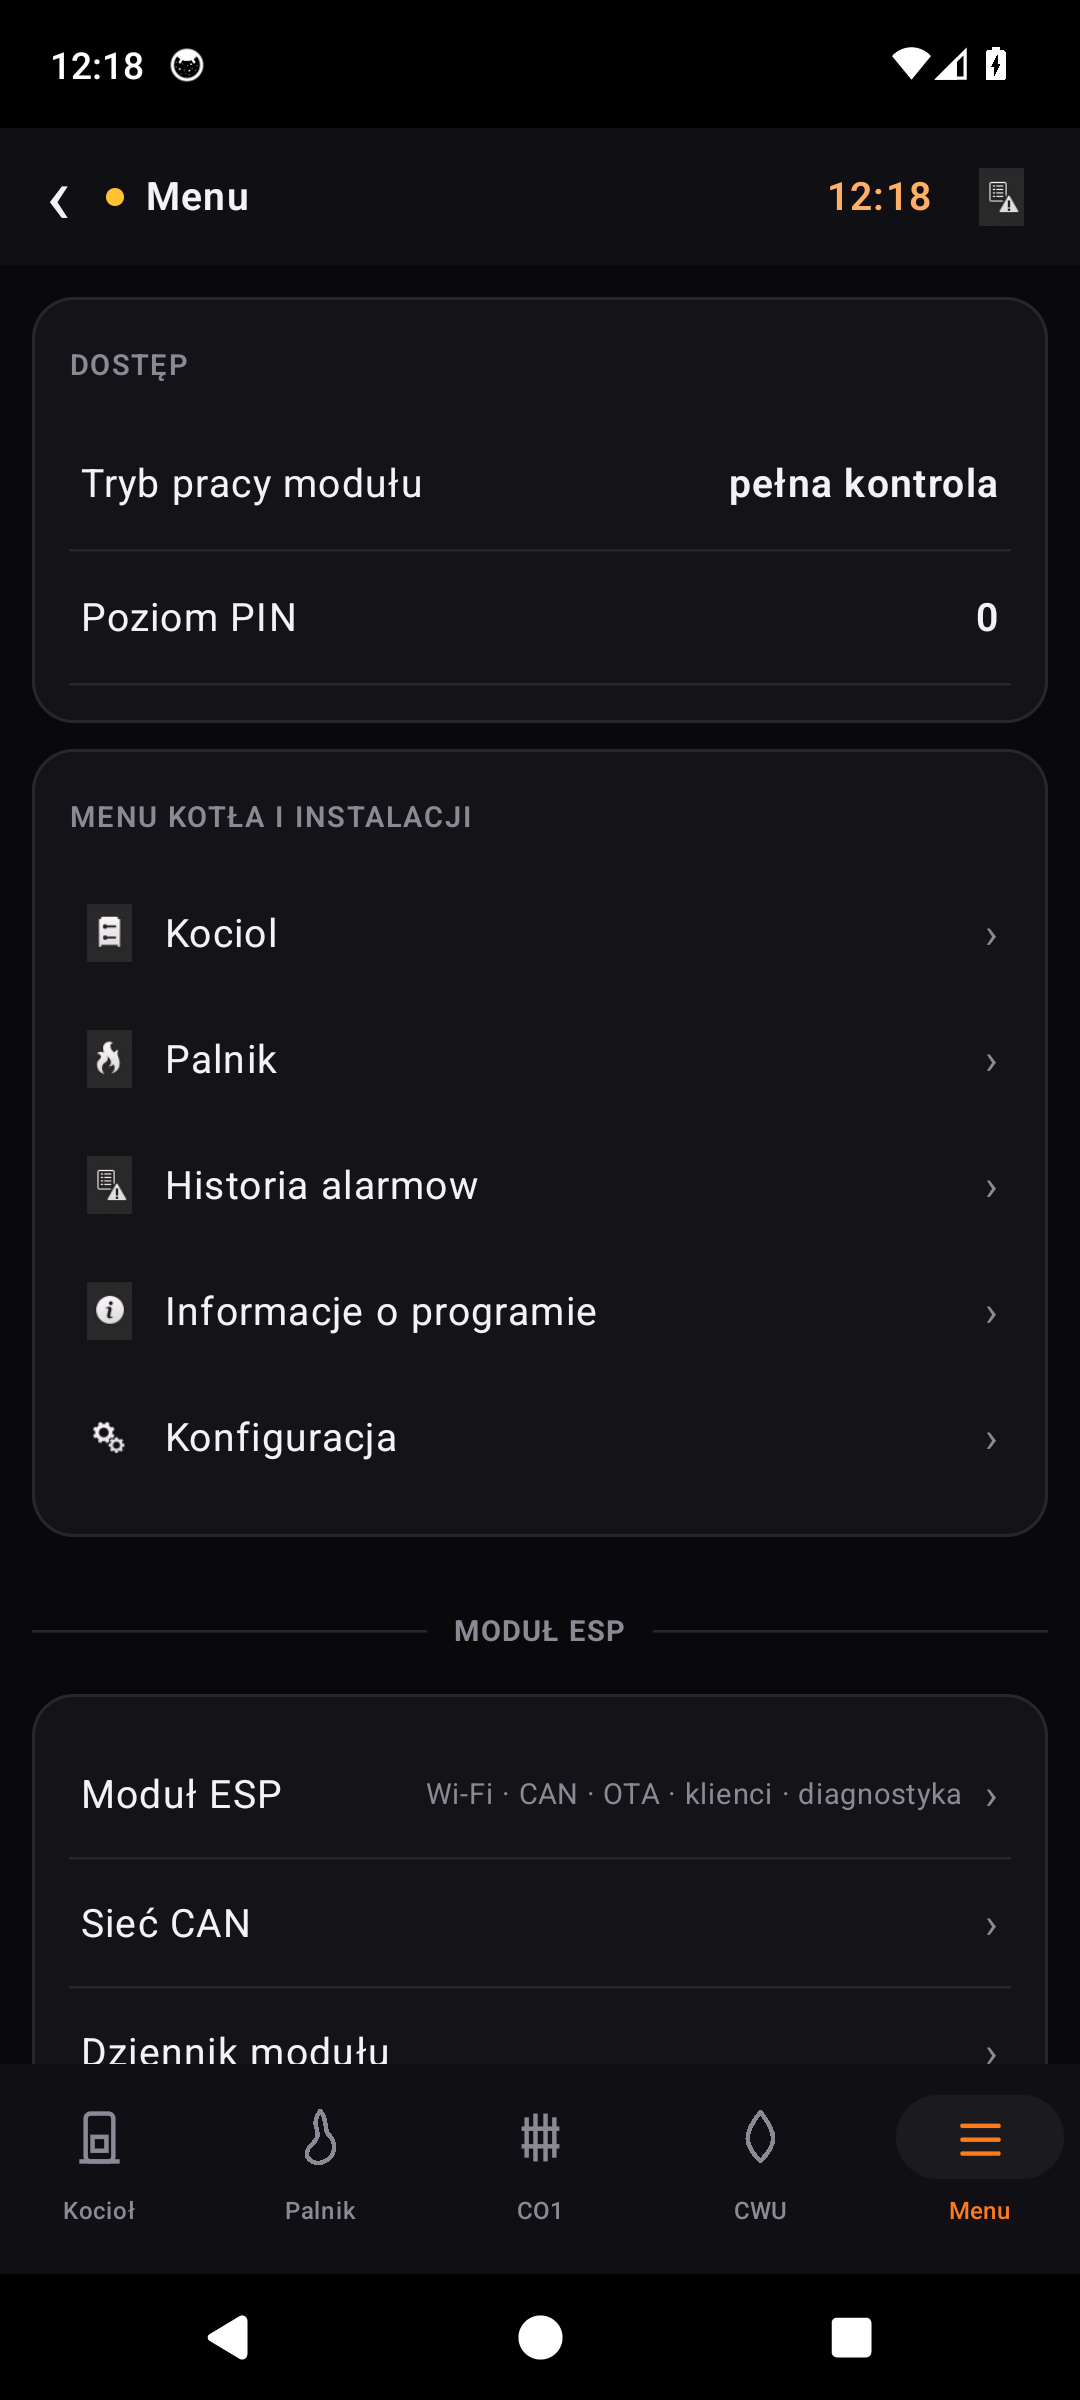 12:18
Menu
12:18
DOSTĘP
Tryb pracy modułu
pełna kontrola
Poziom PIN
0
MENU KOTŁA I INSTALACJI
Kociol
Palnik
Historia alarmow
Informacje o programie
Konfiguracja
MODUŁ ESP
Moduł ESP
Wi-Fi · CAN · OTA · klienci · diagnostyka
Sieć CAN
Dziennik modułu
Kocioł
Palnik
CO1
CWU
Menu